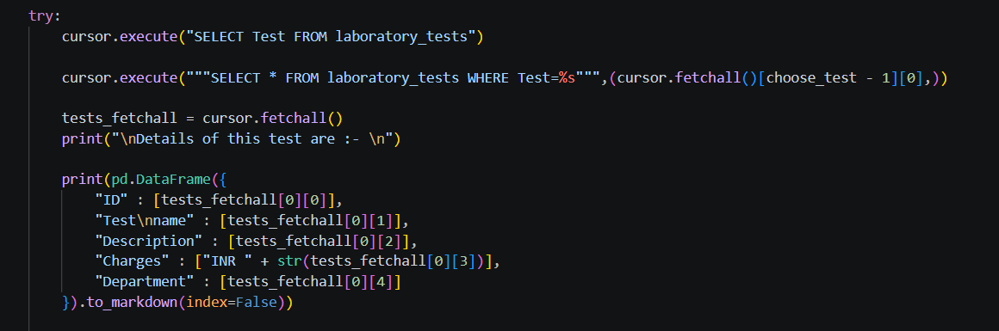 try:
cursor.execute("SELECT Test FROM laboratory_tests")
cursor.execute("""SELECT * FROM laboratory_tests WHERE Test=%s""",(cursor.fetchall()[choose_test - 1][0],))
tests_fetchall = cursor.fetchall()
print("\nDetails of this test are :- \n")
print(pd.DataFrame({
"ID" : [tests_fetchall[0][0]],
"Test\nname" : [tests_fetchall[0][1]],
"Description" : [tests_fetchall[0][2]],
"Charges" : ["INR " + str(tests_fetchall[0][3])],
"Department" : [tests_fetchall[0][4]]
}).to_markdown(index=False))